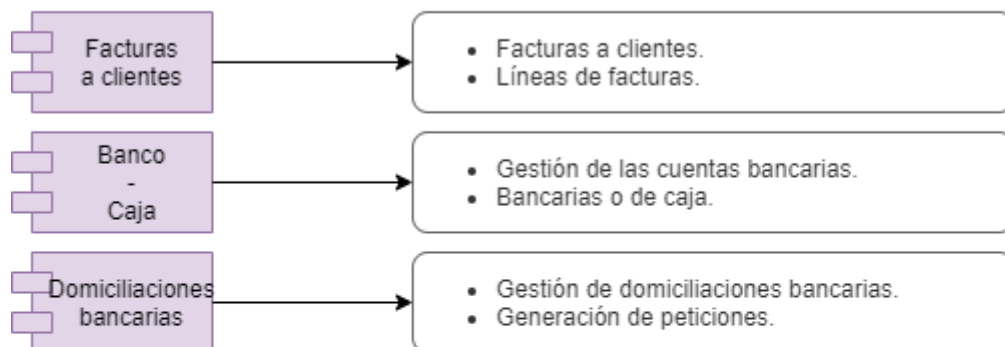 Facturas
a clientes
• Facturas a clientes.
• Líneas de facturas.
Banco
-
Caja
• Gestión de las cuentas bancarias.
• Bancarias o de caja.
Domiciliaciones
bancarias
• Gestión de domiciliaciones bancarias.
• Generación de peticiones.